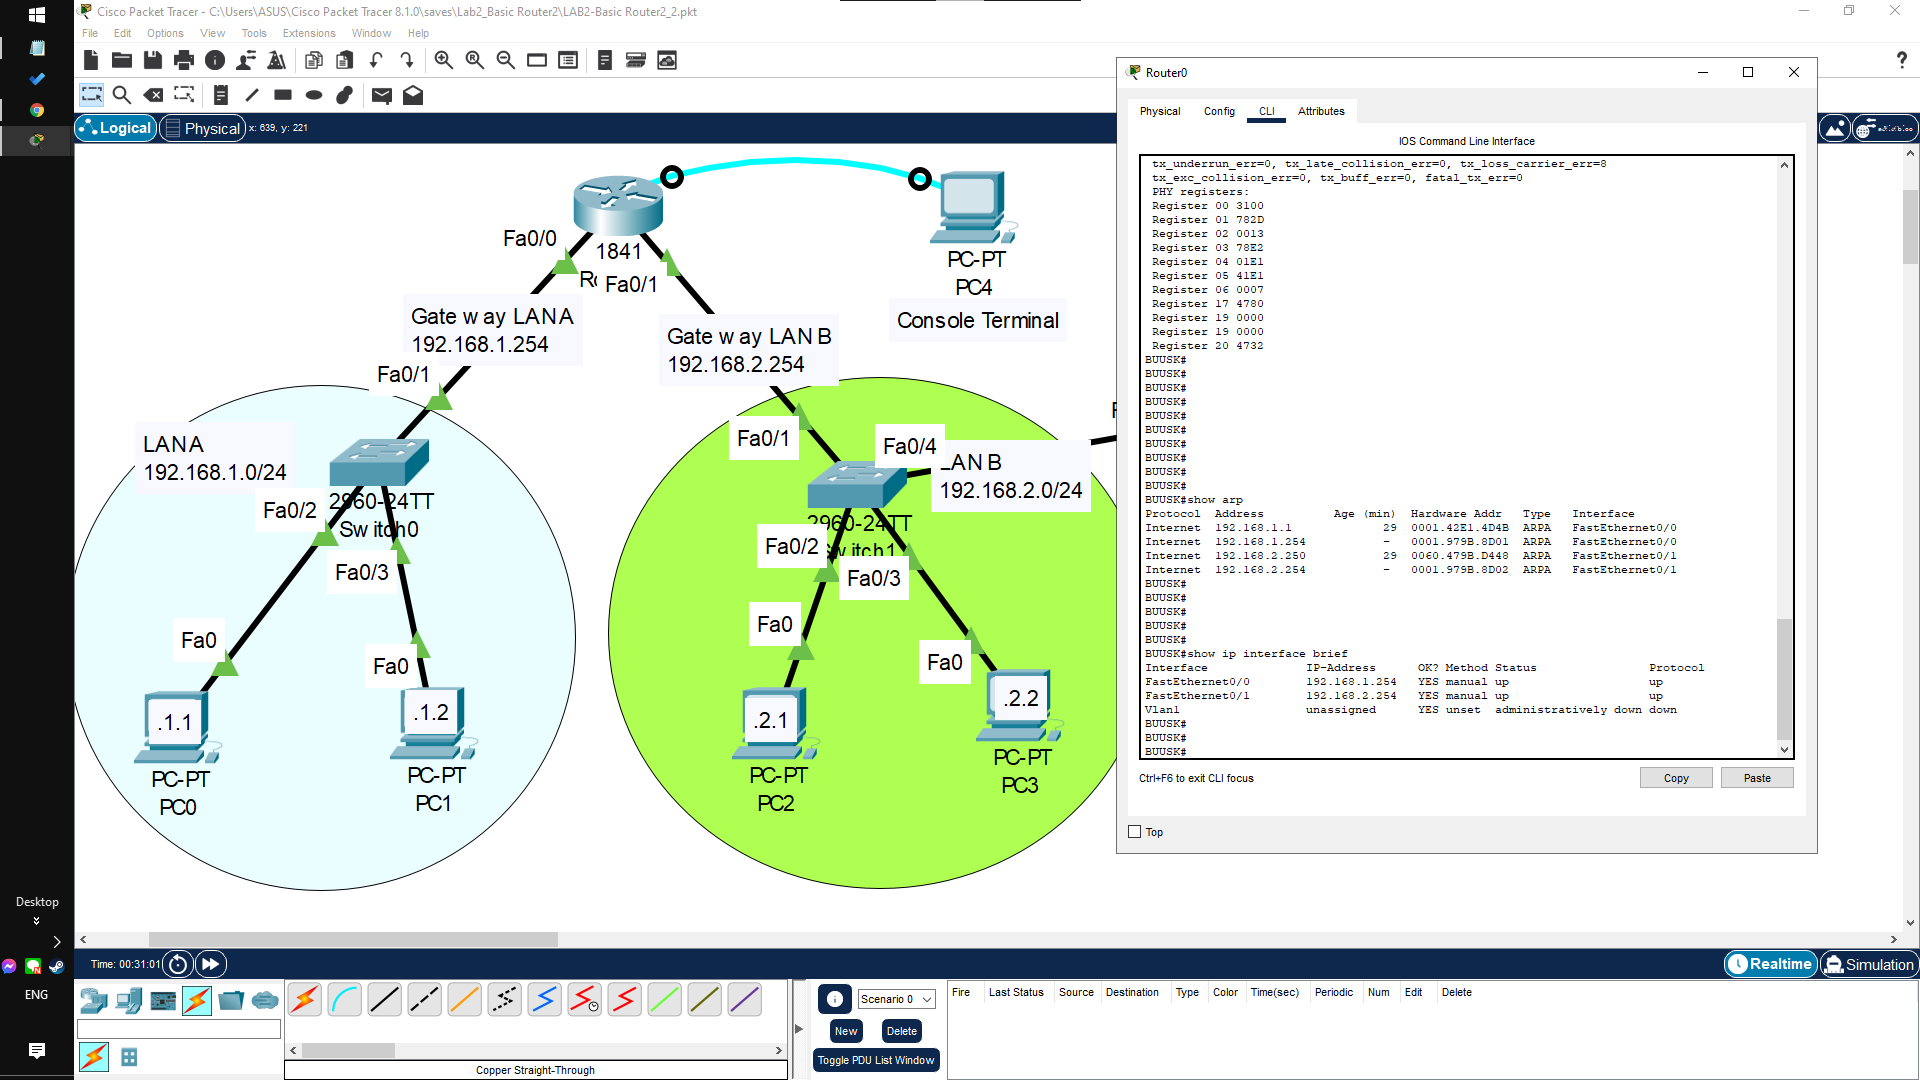 Cisco Packet Tracer - C:\Users\ASUS\Cisco Packet Tracer 8.1.0\saves\Lab2_Basic Router2\LAB2-Basic Router2_2.pkt
File Edit Options View Tools Extensions Window Help
Logical Physical x: 639, y: 221
Fa0/0
1841
Fa0/1
PC-PT
PC4
Console Terminal
Gate w ay LAN A
192.168.1.254
Gate w ay LAN B
192.168.2.254
Fa0/1
LAN A
192.168.1.0/24
Fa0/2
2960-24TT
Sw itch0
Fa0/3
Fa0
Fa0
.1.1
PC-PT
PC0
.1.2
PC-PT
PC1
Fa0/1
Fa0/4
LAN B
192.168.2.0/24
2960-24TT
Sw itch1
Fa0/2
Fa0/3
Fa0
Fa0
.2.1
PC-PT
PC2
.2.2
PC-PT
PC3
Router0
Physical Config CLI Attributes
IOS Command Line Interface
tx_underrun_err=0, tx_late_collision_err=0, tx_loss_carrier_err=8
tx_exc_collision_err=0, tx_buff_err=0, fatal_tx_err=0
PHY registers:
Register 00 3100
Register 01 782D
Register 02 0013
Register 03 78E2
Register 04 01E1
Register 05 41E1
Register 06 0007
Register 17 4780
Register 19 0000
Register 19 0000
Register 20 4732
BUUSK#
BUUSK#
BUUSK#
BUUSK#
BUUSK#
BUUSK#
BUUSK#
BUUSK#
BUUSK#
BUUSK#
BUUSK#show arp
Protocol Address Age (min) Hardware Addr Type Interface
Internet 192.168.1.1 29 0001.42E1.4D4B ARPA FastEthernet0/0
Internet 192.168.1.254 - 0001.979B.8D01 ARPA FastEthernet0/0
Internet 192.168.2.250 29 0060.479B.D448 ARPA FastEthernet0/1
Internet 192.168.2.254 - 0001.979B.8D02 ARPA FastEthernet0/1
BUUSK#
BUUSK#
BUUSK#
BUUSK#
BUUSK#
BUUSK#show ip interface brief
Interface IP-Address OK? Method Status Protocol
FastEthernet0/0 192.168.1.254 YES manual up up
FastEthernet0/1 192.168.2.254 YES manual up up
Vlan1 unassigned YES unset administratively down down
BUUSK#
BUUSK#
BUUSK#
Ctrl+F6 to exit CLI focus
Copy Paste
Top
Desktop
ENG
Time: 00:31:01
Realtime Simulation
Scenario 0
New Delete
Toggle PDU List Window
Fire Last Status Source Destination Type Color Time(sec) Periodic Num Edit Delete
Copper Straight-Through